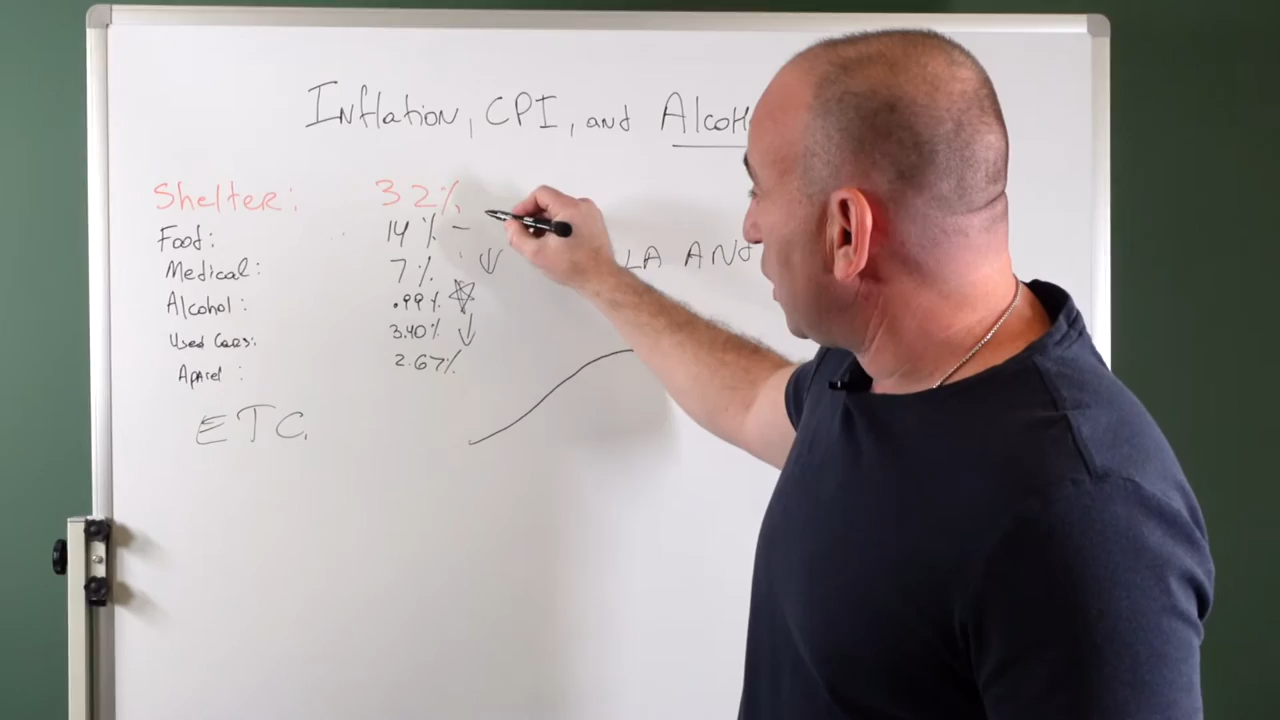 Inflation, CPI, and Alcoh
Shelter: 32%
Food: 14% –
Medical: 7% ↓
LA AND
Alcohol: .99% ☆
Used Cars: 3.40% ↓
Apparel: 2.67%
ETC.